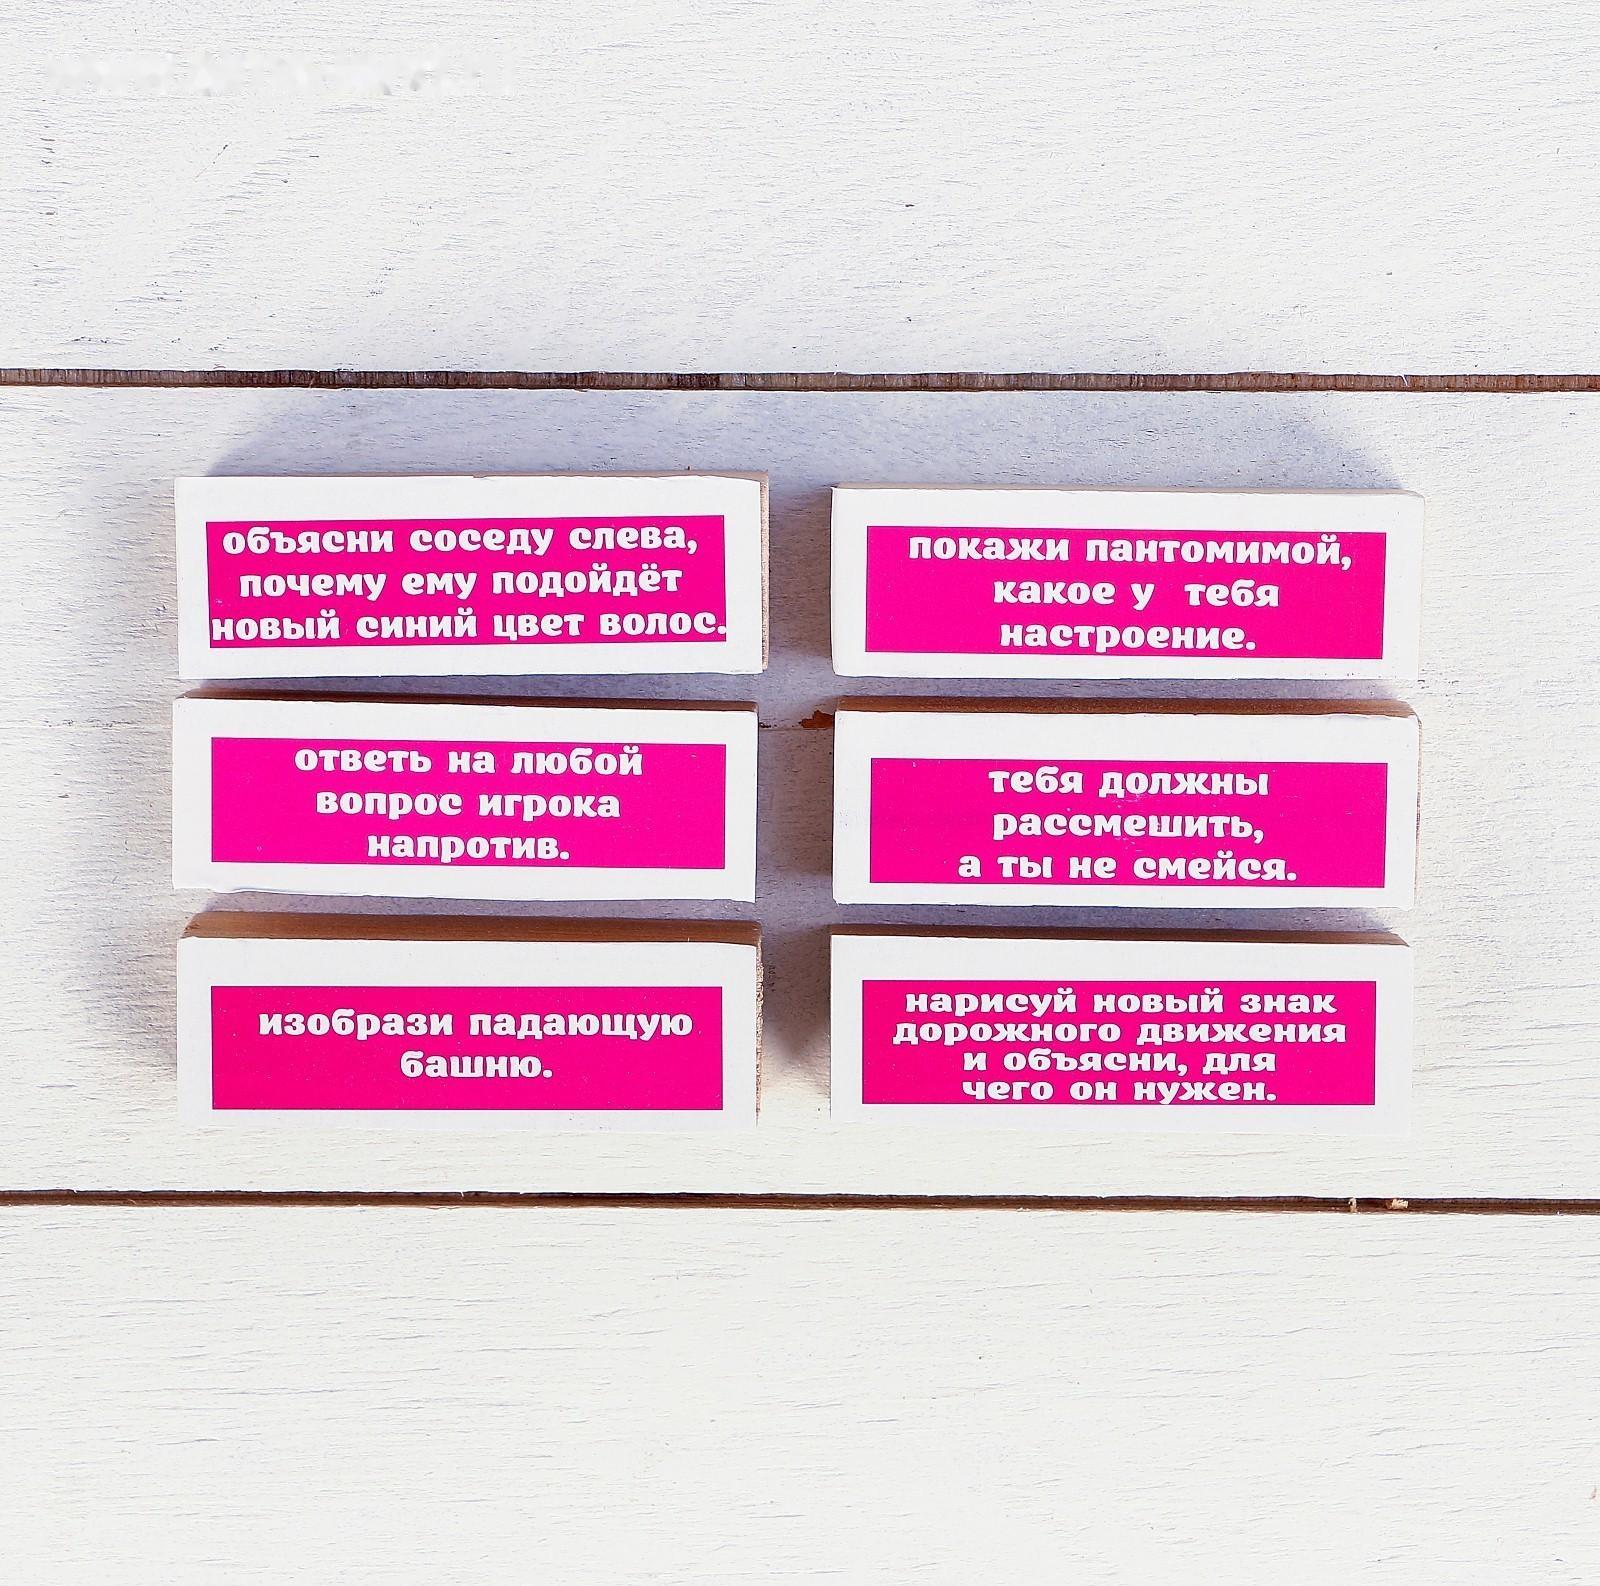 объясни соседу слева,
почему ему подойдёт
новый синий цвет волос.
покажи пантомимой,
какое у тебя
настроение.
ответь на любой
вопрос игрока
напротив.
тебя должны
рассмешить,
а ты не смейся.
изобрази падающую
башню.
нарисуй новый знак
дорожного движения
и объясни, для
чего он нужен.